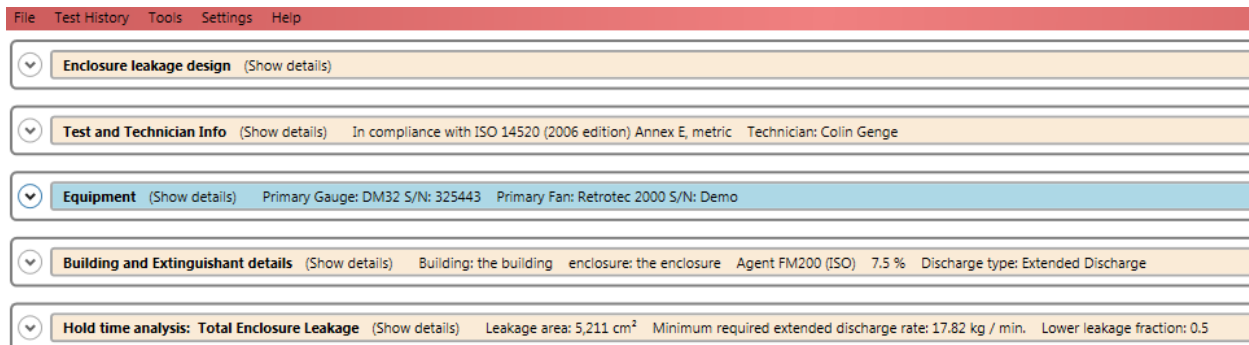 File Test History Tools Settings Help
Enclosure leakage design (Show details)
Test and Technician Info (Show details) In compliance with ISO 14520 (2006 edition) Annex E, metric Technician: Colin Genge
Equipment (Show details) Primary Gauge: DM32 S/N: 325443 Primary Fan: Retrotec 2000 S/N: Demo
Building and Extinguishant details (Show details) Building: the building enclosure: the enclosure Agent FM200 (ISO) 7.5 % Discharge type: Extended Discharge
Hold time analysis: Total Enclosure Leakage (Show details) Leakage area: 5,211 cm² Minimum required extended discharge rate: 17.82 kg / min. Lower leakage fraction: 0.5